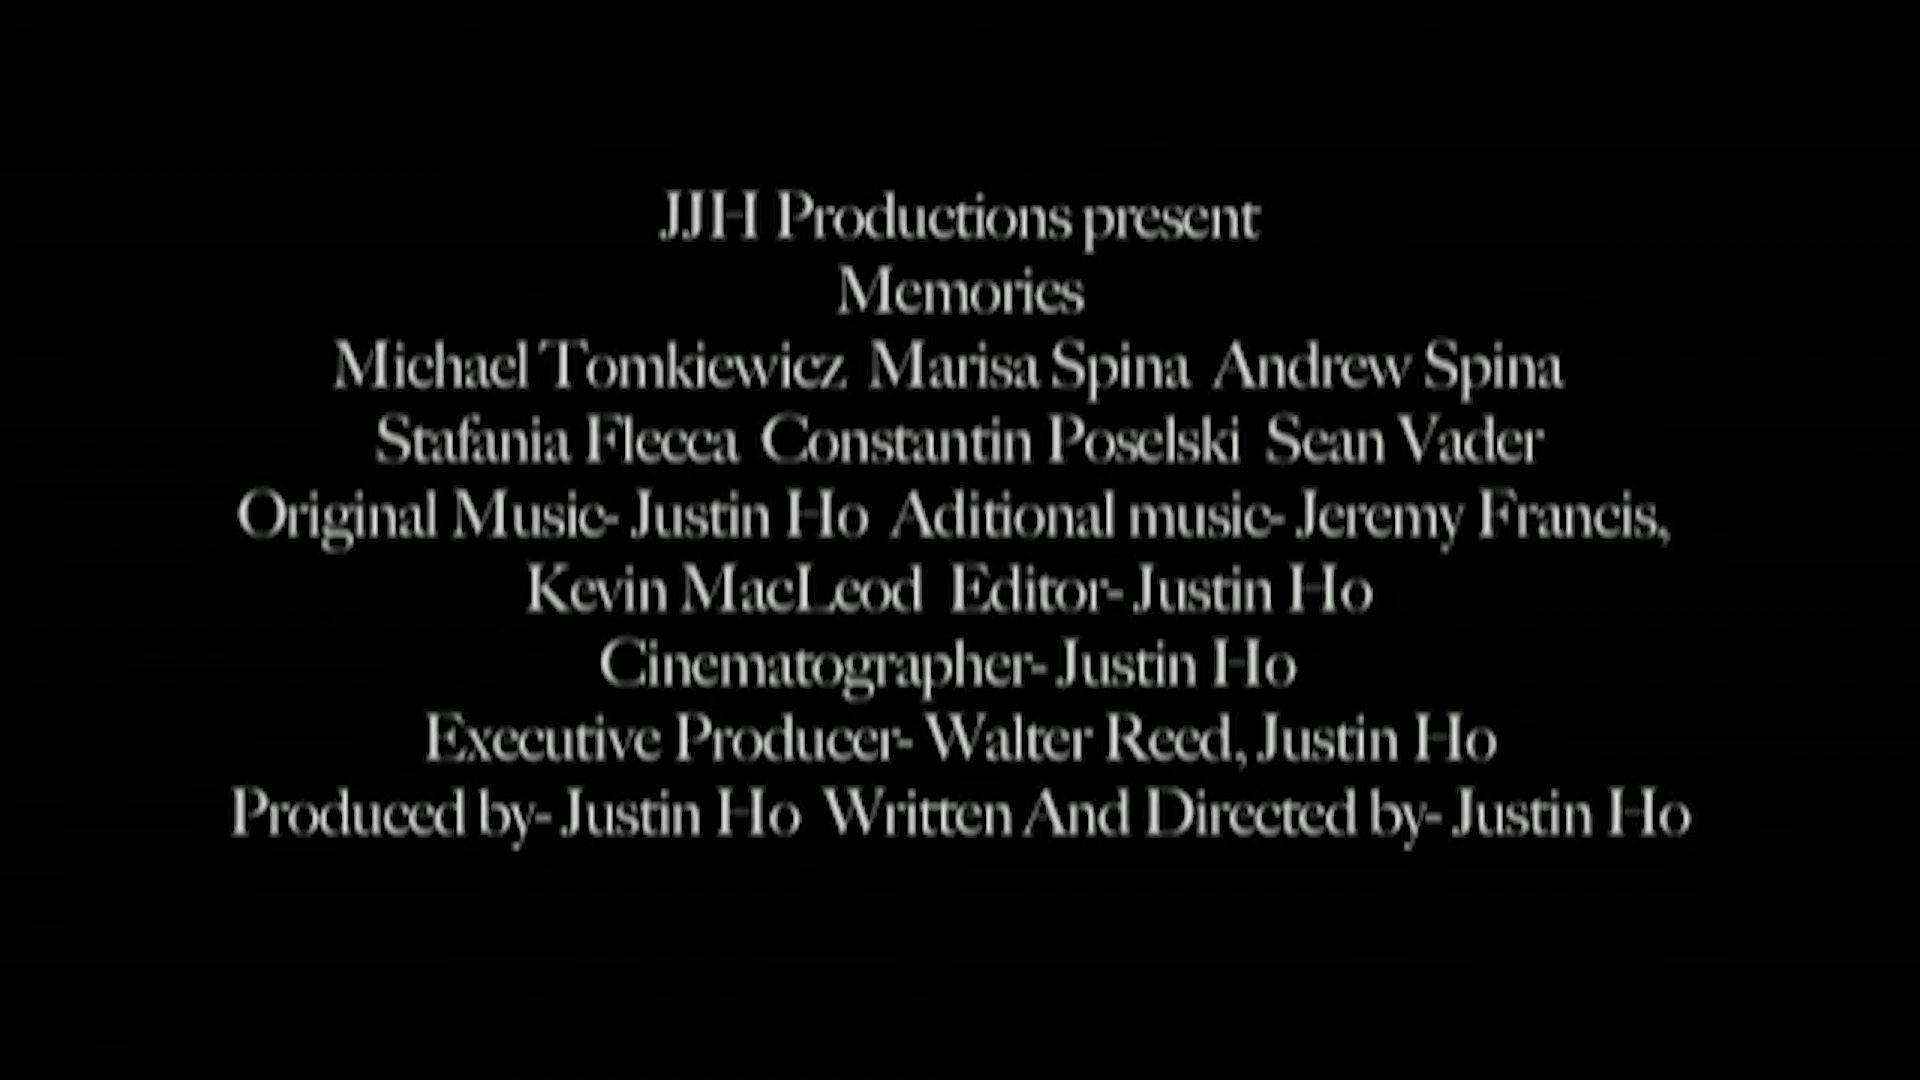 JJH Productions present
Memories
Michael Tomkiewicz Marisa Spina Andrew Spina
Stafania Flecca Constantin Poselski Sean Vader
Original Music- Justin Ho Aditional music- Jeremy Francis,
Kevin MacLeod Editor- Justin Ho
Cinematographer- Justin Ho
Executive Producer- Walter Reed, Justin Ho
Produced by- Justin Ho Written And Directed by- Justin Ho